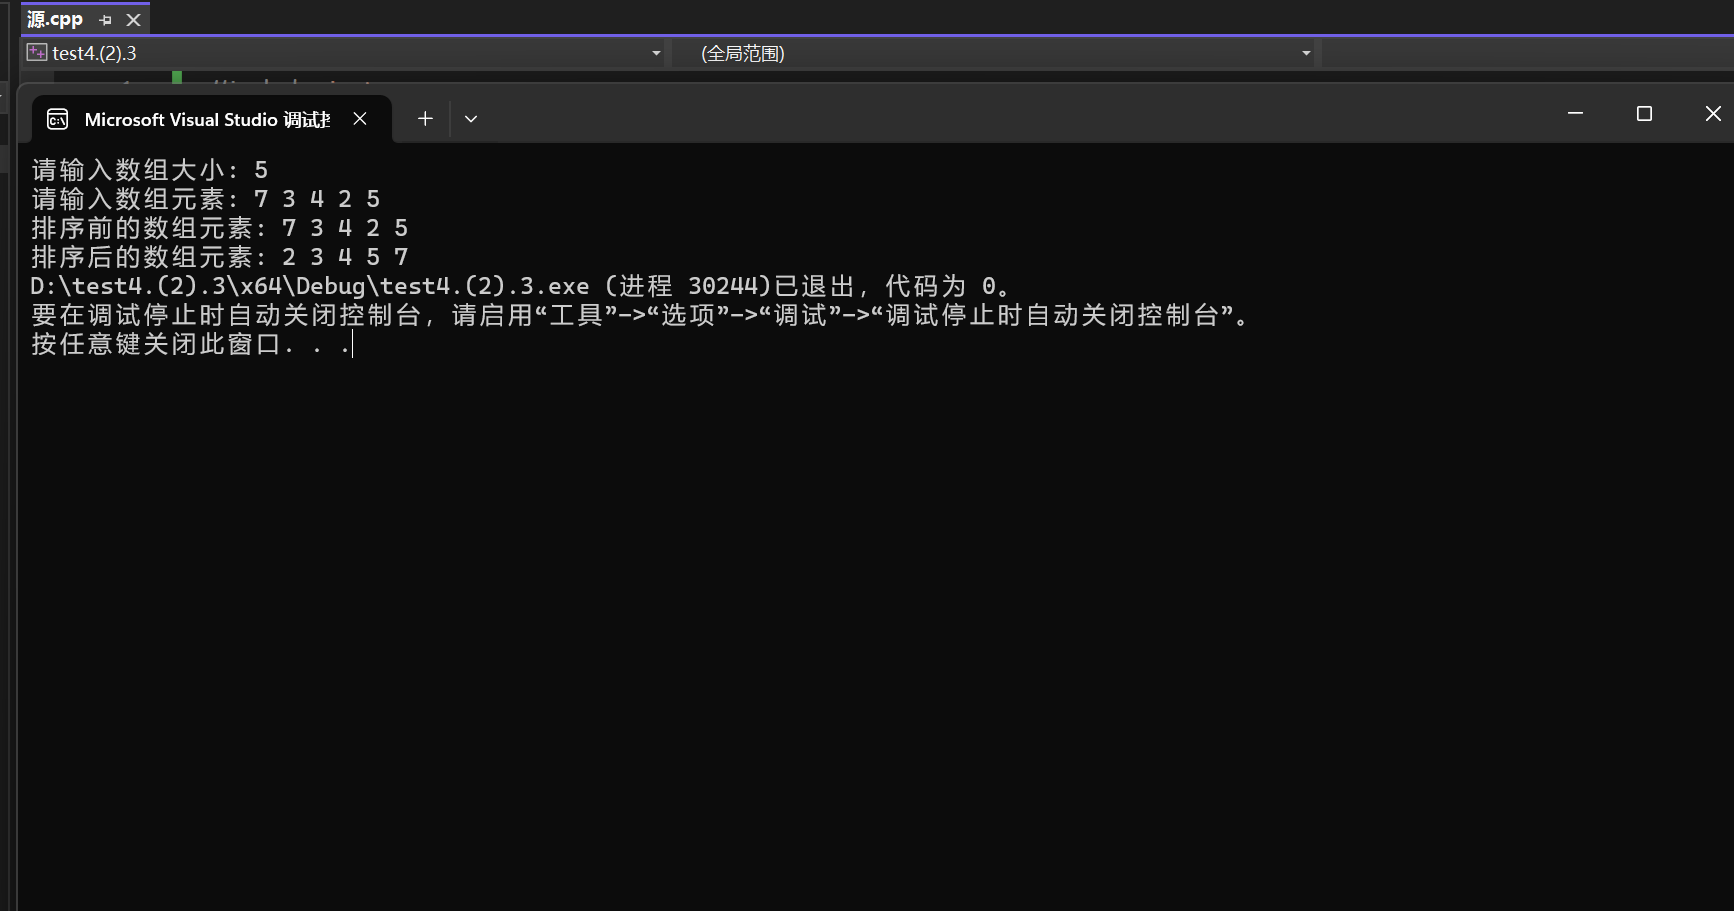 源.cpp
test4.(2).3 (全局范围)
Microsoft Visual Studio 调试
请输入数组大小: 5
请输入数组元素: 7 3 4 2 5
排序前的数组元素: 7 3 4 2 5
排序后的数组元素: 2 3 4 5 7
D:\test4.(2).3\x64\Debug\test4.(2).3.exe (进程 30244)已退出，代码为 0。
要在调试停止时自动关闭控制台，请启用“工具”->“选项”->“调试”->“调试停止时自动关闭控制台”。
按任意键关闭此窗口. . .